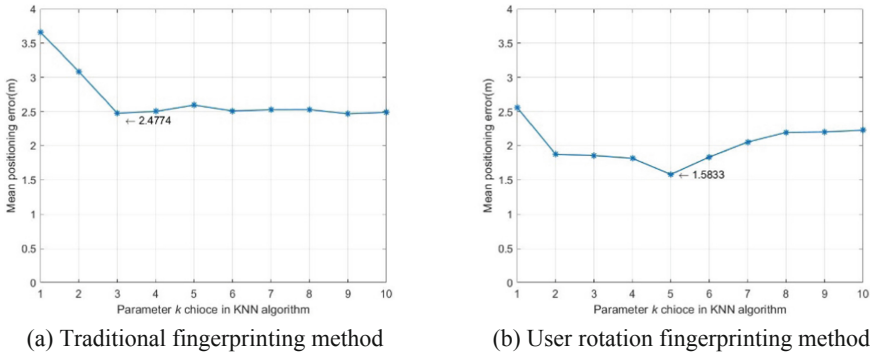 4
3.5
3
2.5
2
1.5
1
0.5
0
Mean positioning error(m)
← 2.4774
1 2 3 4 5 6 7 8 9 10
Parameter k chioce in KNN algorithm
(a) Traditional fingerprinting method
4
3.5
3
2.5
2
1.5
1
0.5
0
Mean positioning error(m)
← 1.5833
1 2 3 4 5 6 7 8 9 10
Parameter k chioce in KNN algorithm
(b) User rotation fingerprinting method